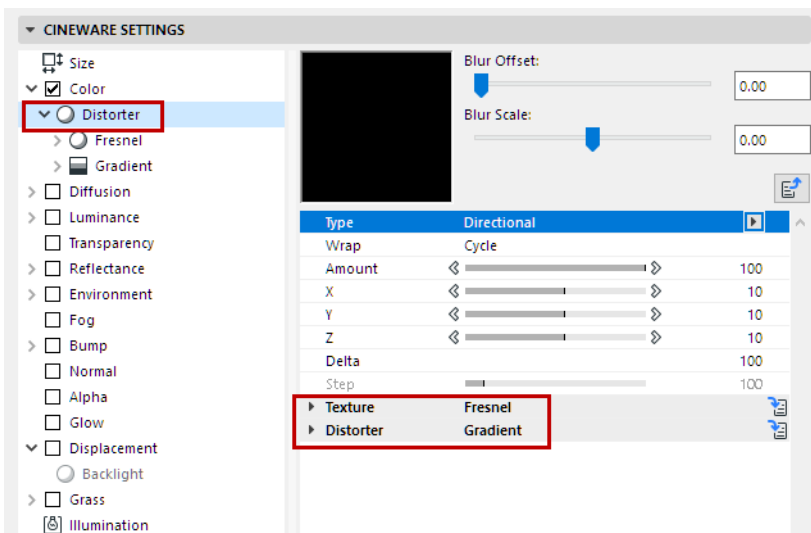 CINEWARE SETTINGS
Size
Color
Distorter
Fresnel
Gradient
Diffusion
Luminance
Transparency
Reflectance
Environment
Fog
Bump
Normal
Alpha
Glow
Displacement
Backlight
Grass
Illumination
Blur Offset:
0.00
Blur Scale:
0.00
Type Directional
Wrap Cycle
Amount 100
X 10
Y 10
Z 10
Delta 100
Step 100
Texture Fresnel
Distorter Gradient